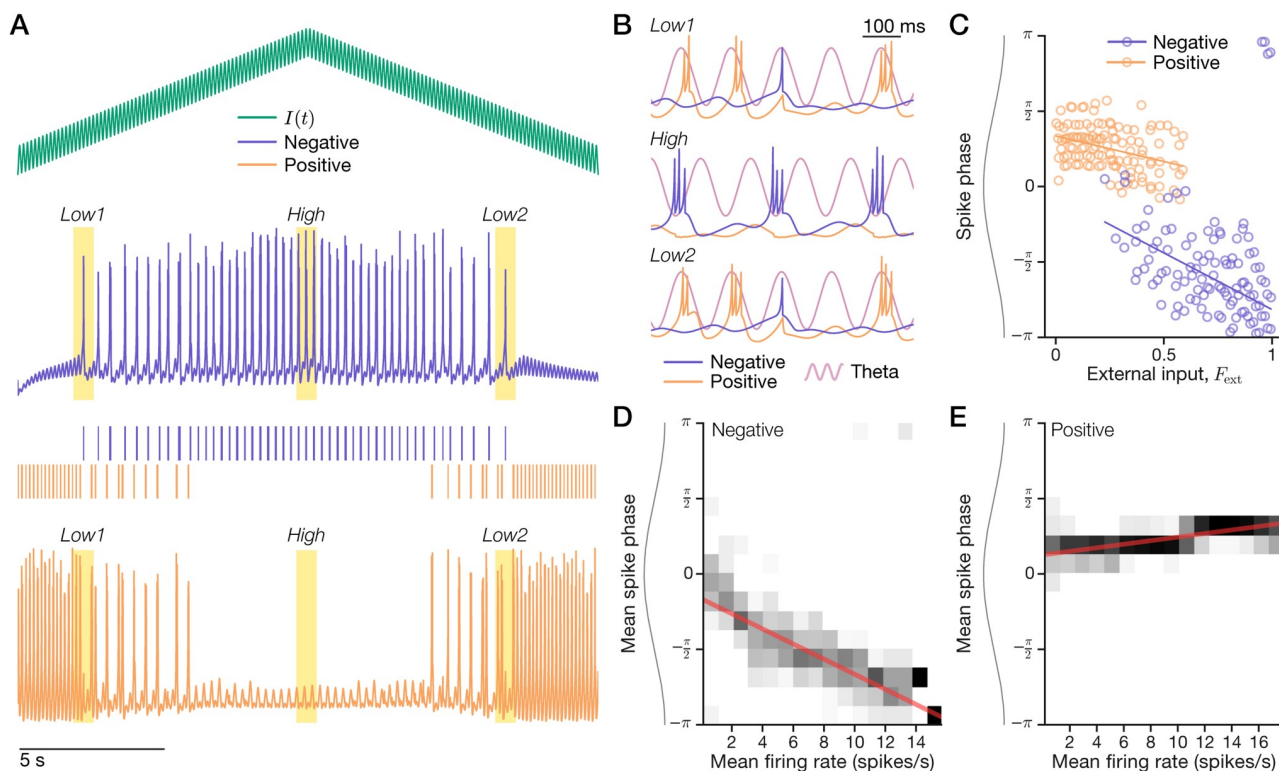 A
I(t)
Negative
Positive
Low1
High
Low2
Low1
High
Low2
5 s
B
Low1
100 ms
High
Low2
Negative
Positive
Theta
C
Negative
Positive
Spike phase
π
π/2
0
-π/2
-π
0
0.5
1
External input, F_ext
D
Negative
Mean spike phase
π
π/2
0
-π/2
-π
2 4 6 8 10 12 14
Mean firing rate (spikes/s)
E
Positive
Mean spike phase
π
π/2
0
-π/2
-π
2 4 6 8 10 12 14 16
Mean firing rate (spikes/s)